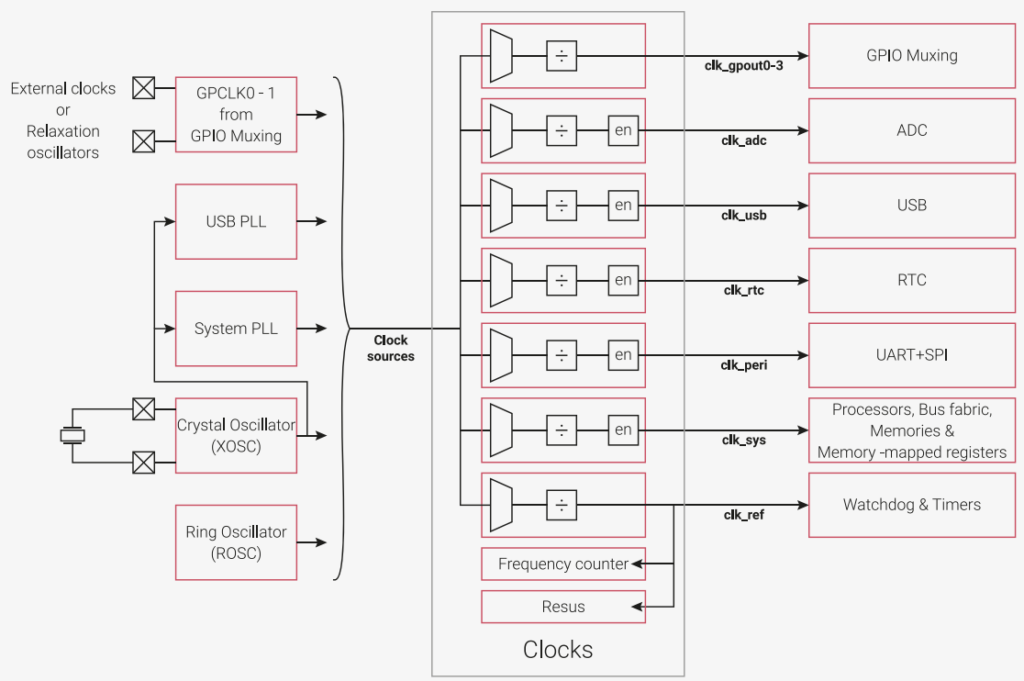 External clocks
or
Relaxation
oscillators
GPCLK0 - 1
from
GPIO Muxing
USB PLL
System PLL
Crystal Oscillator
(XOSC)
Ring Oscillator
(ROSC)
Clock
sources
÷
clk_gpout0-3
GPIO Muxing
÷
en
clk_adc
ADC
÷
en
clk_usb
USB
÷
en
clk_rtc
RTC
÷
en
clk_peri
UART+SPI
÷
en
clk_sys
Processors, Bus fabric,
Memories &
Memory -mapped registers
÷
clk_ref
Watchdog & Timers
Frequency counter
Resus
Clocks